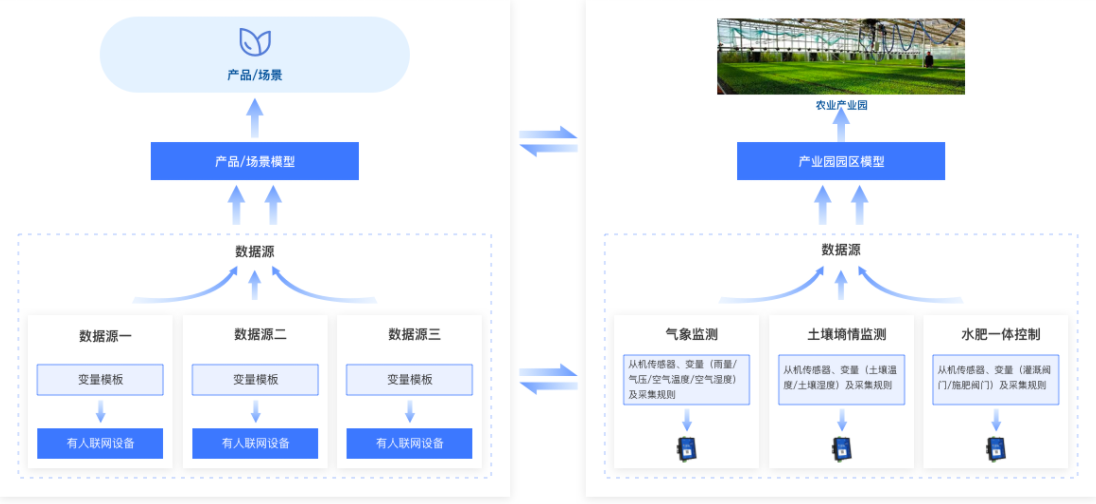 产品/场景
产品/场景模型
数据源
数据源一
变量模板
有人联网设备
数据源二
变量模板
有人联网设备
数据源三
变量模板
有人联网设备
农业产业园
产业园园区模型
数据源
气象监测
从机传感器、变量（雨量/
气压/空气温度/空气湿度）
及采集规则
土壤墒情监测
从机传感器、变量（土壤温
度/土壤湿度）及采集规则
水肥一体控制
从机传感器、变量（灌溉阀
门/施肥阀门）及采集规则